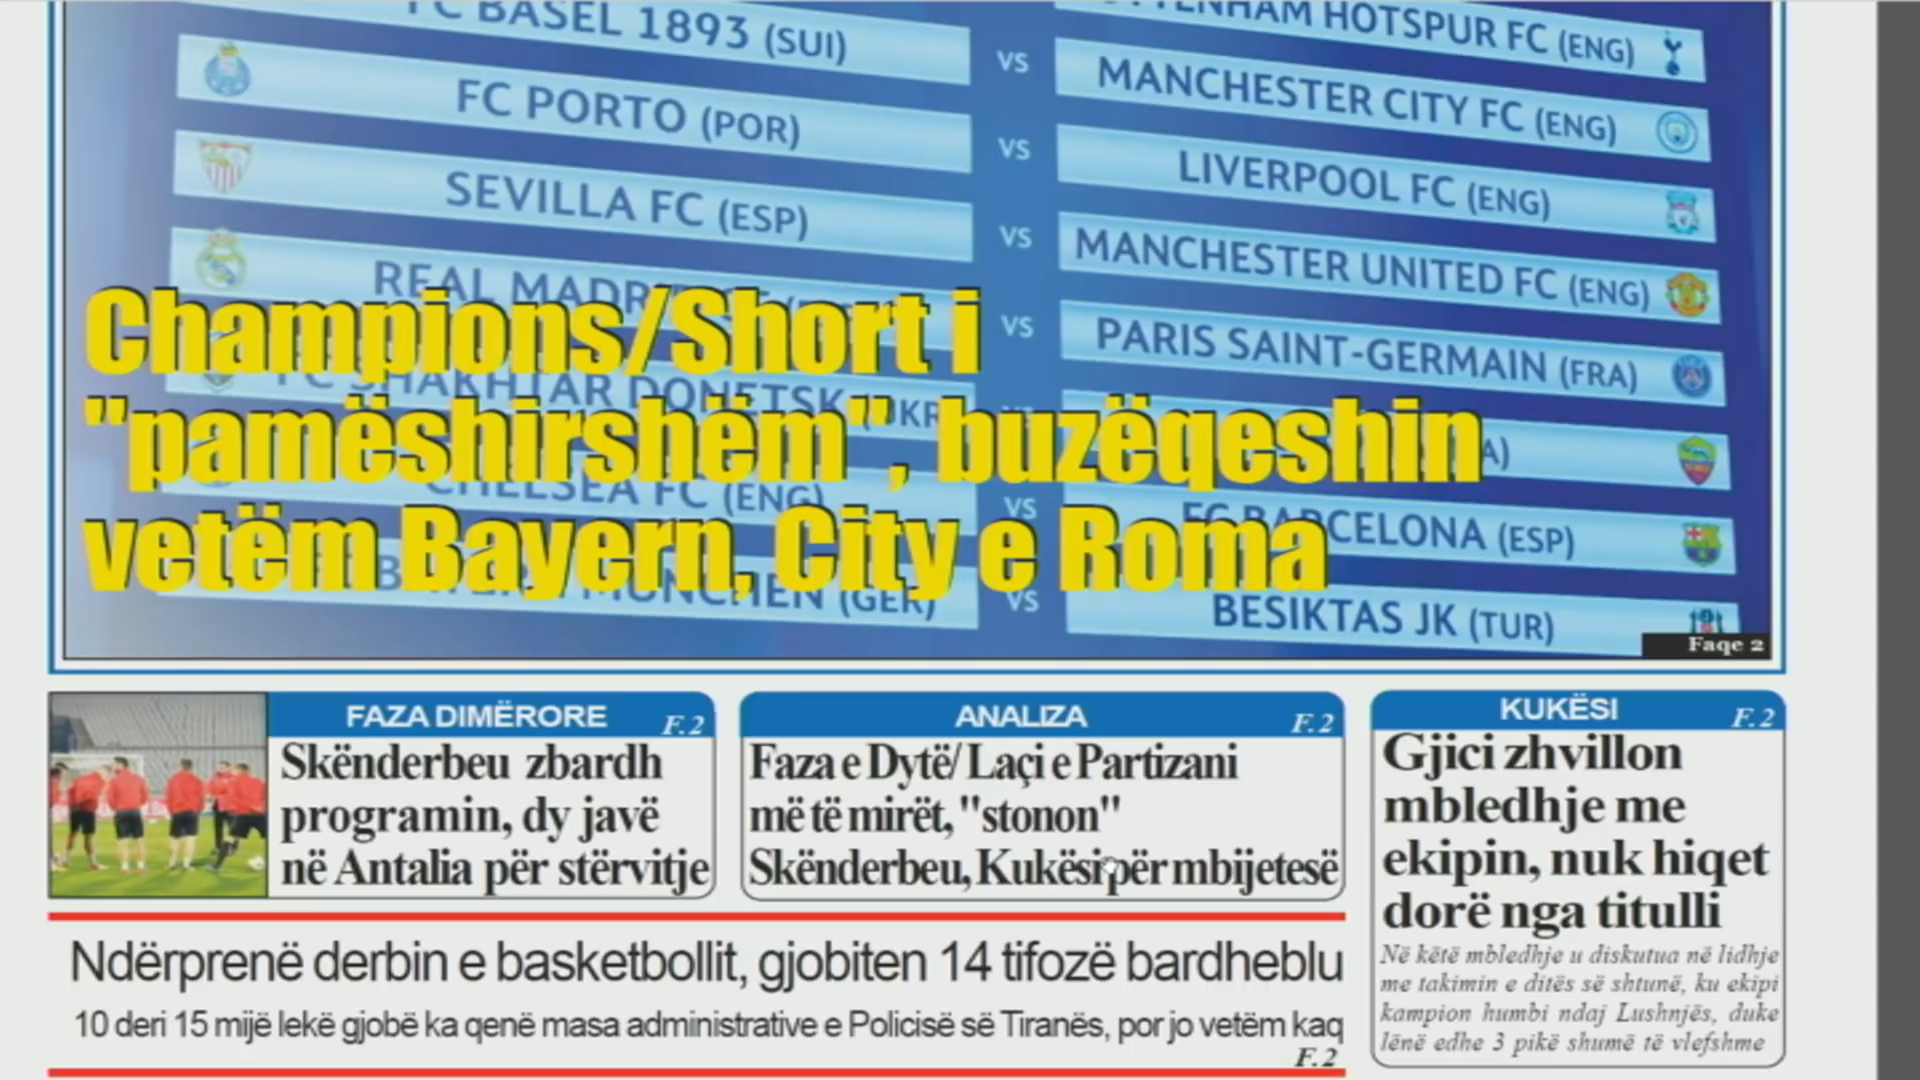 FC BASEL 1893 (SUI)
vs
HOTSPUR FC (ENG)
FC PORTO (POR)
vs
MANCHESTER CITY FC (ENG)
SEVILLA FC (ESP)
vs
LIVERPOOL FC (ENG)
REAL
vs
MANCHESTER UNITED FC (ENG)
PARIS SAINT-GERMAIN (FRA)
SHAKHTAR DONETSK
CHELSEA FC (ENG)
vs
FC BARCELONA (ESP)
MÜNCHEN (GER)
vs
BESIKTAS JK (TUR)
Champions/Short i
"pamëshirshëm", buzëqeshin
vetëm Bayern, City e Roma
Faqe 2
FAZA DIMËRORE F.2
Skënderbeu zbardh
programin, dy javë
në Antalia për stërvitje
ANALIZA F.2
Faza e Dytë/ Laçi e Partizani
më të mirët, "stonon"
Skënderbeu, Kukësi për mbijetesë
KUKËSI F.2
Gjici zhvillon
mbledhje me
ekipin, nuk hiqet
dorë nga titulli
Në këtë mbledhje u diskutua në lidhje
me takimin e ditës së shtunë, ku ekipi
kampion humbi ndaj Lushnjës, duke
lënë edhe 3 pikë shumë të vlefshme
Ndërprenë derbin e basketbollit, gjobiten 14 tifozë bardheblu
10 deri 15 mijë lekë gjobë ka qenë masa administrative e Policisë së Tiranës, por jo vetëm kaq
F.2